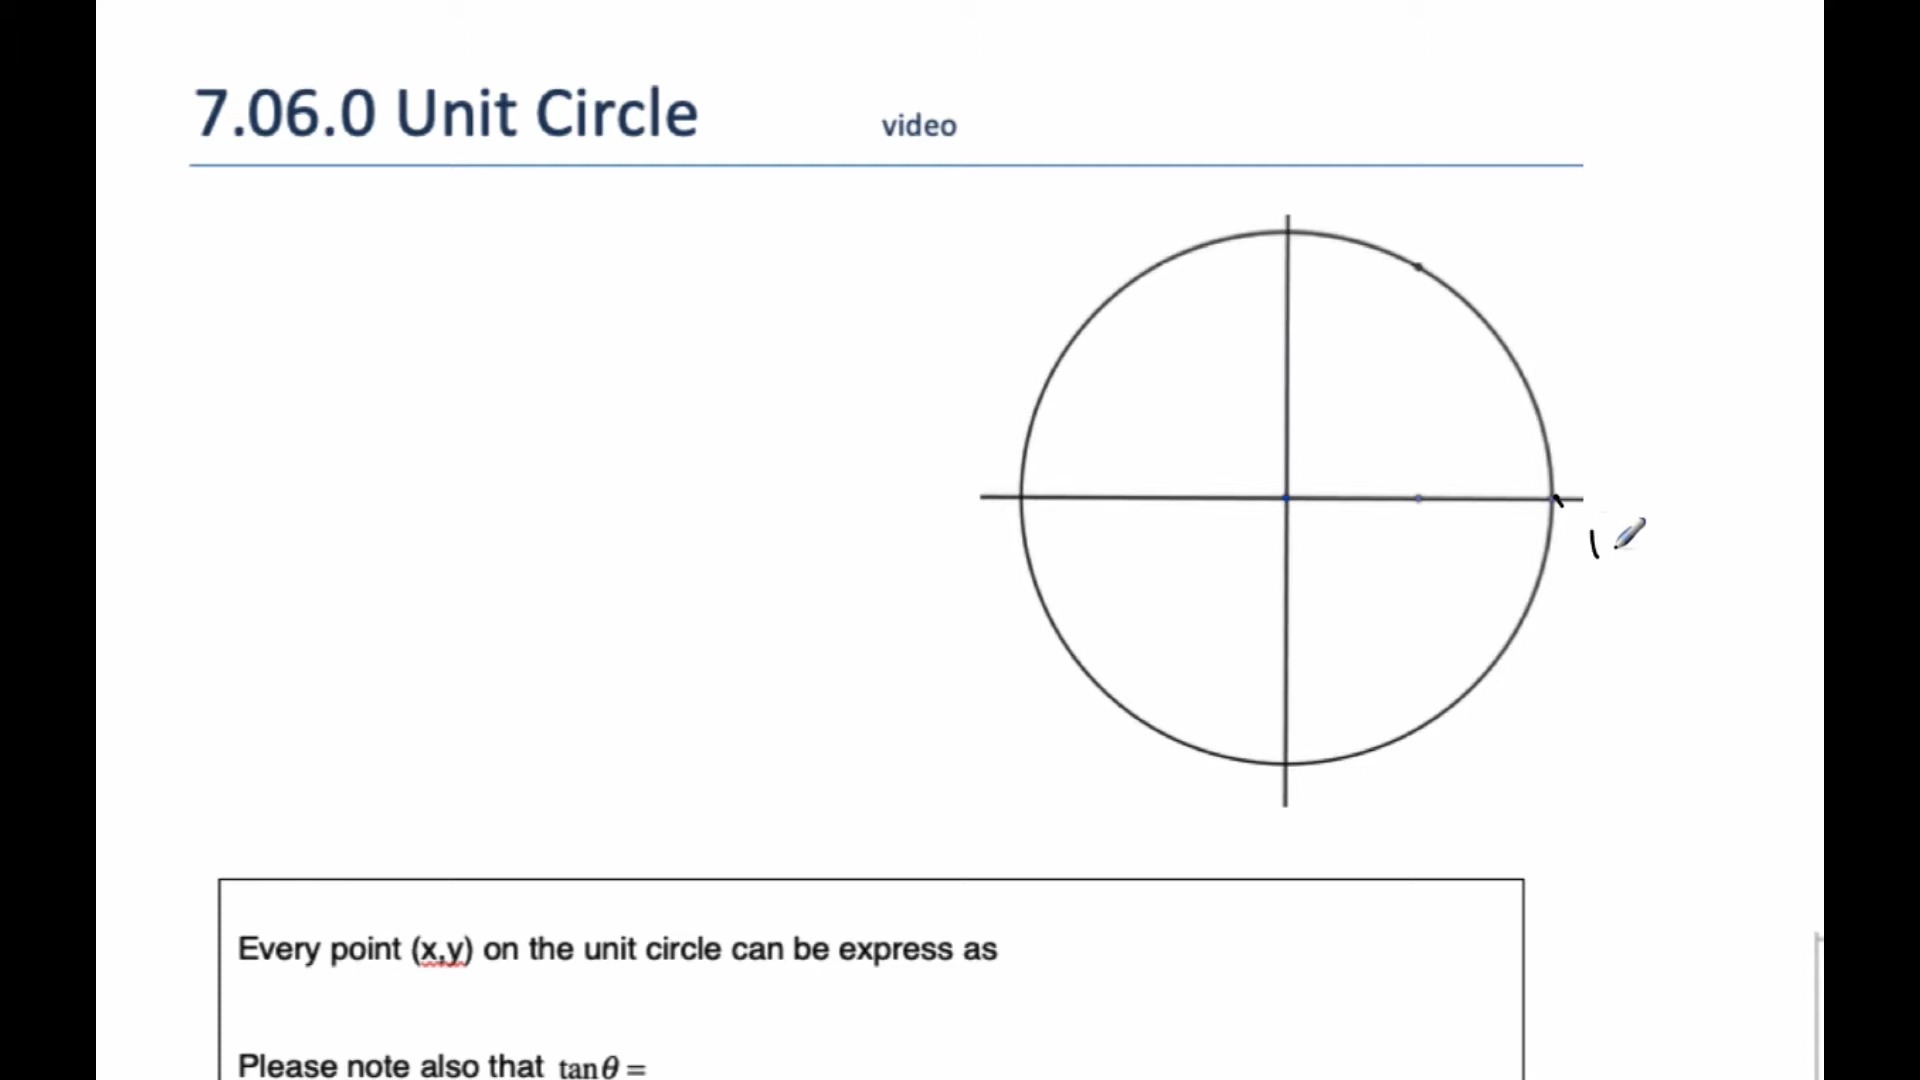 7.06.0 Unit Circle video
1
Every point (x,y) on the unit circle can be express as
Please note also that tanθ =